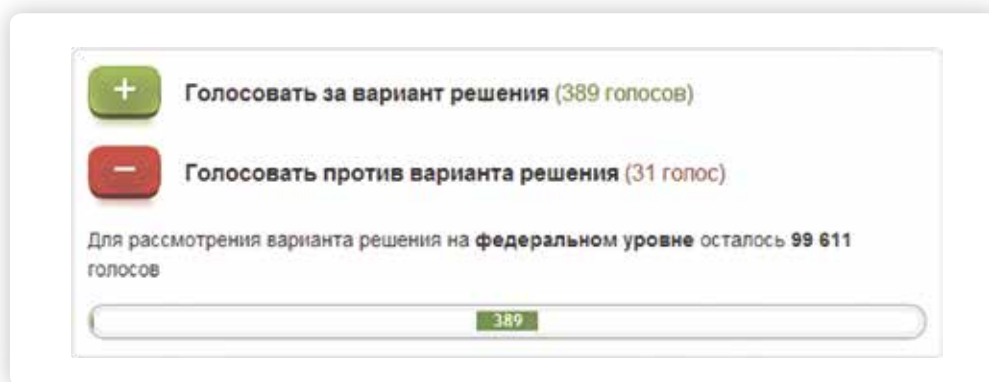 + Голосовать за вариант решения (389 голосов)
− Голосовать против варианта решения (31 голос)
Для рассмотрения варианта решения на федеральном уровне осталось 99 611
голосов
389